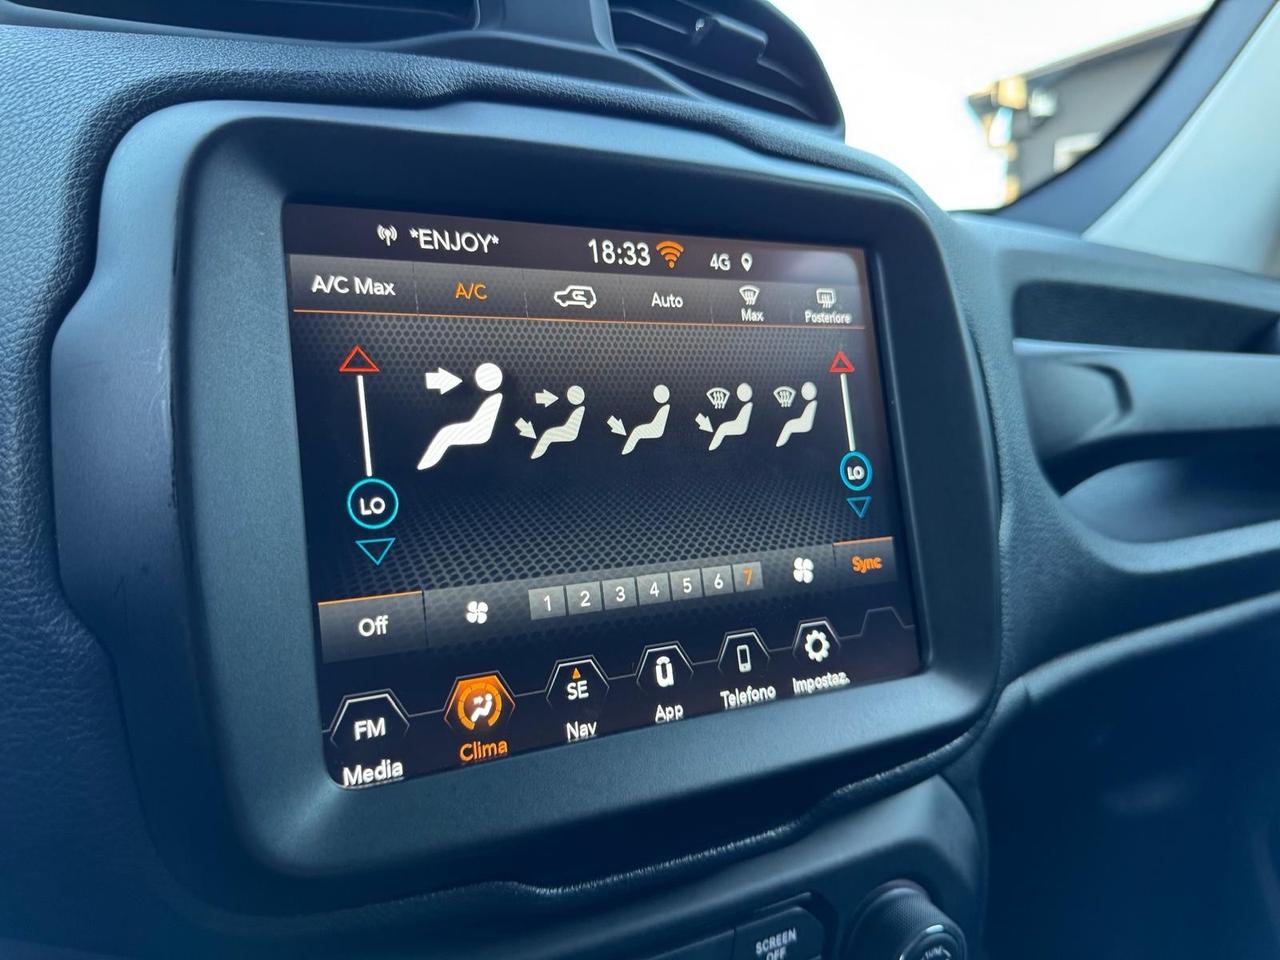 *ENJOY* 18:33 4G
A/C Max A/C Auto Max Posteriore
LO LO
Off 1 2 3 4 5 6 7 Sync
FM SE
Media Clima Nav App Telefono Impostaz.
SCREEN
OFF